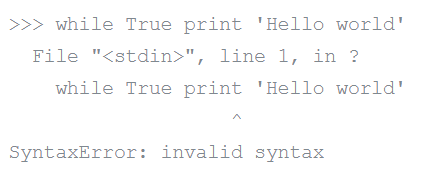 >>> while True print 'Hello world'
  File "<stdin>", line 1, in ?
    while True print 'Hello world'
                   ^
SyntaxError: invalid syntax